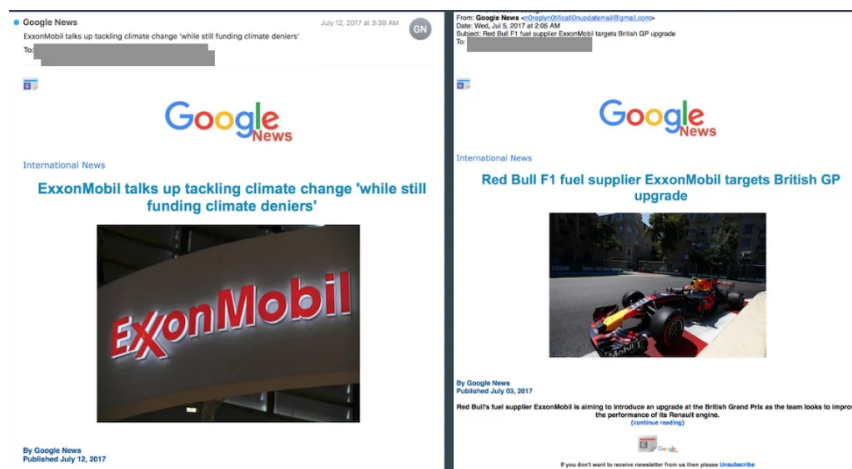 Google News
July 12, 2017 at 3:39 AM
GN
ExxonMobil talks up tackling climate change 'while still funding climate deniers'
To:
Google
News
International News
ExxonMobil talks up tackling climate change 'while still
funding climate deniers'
ExxonMobil
By Google News
Published July 12, 2017
From: Google News <n0replyn0tificati0nupdatemail@gmail.com>
Date: Wed, Jul 5, 2017 at 2:05 AM
Subject: Red Bull F1 fuel supplier ExxonMobil targets British GP upgrade
To:
Google
News
International News
Red Bull F1 fuel supplier ExxonMobil targets British GP
upgrade
By Google News
Published July 03, 2017
Red Bull's fuel supplier ExxonMobil is aiming to introduce an upgrade at the British Grand Prix as the team looks to improv
the performance of its Renault engine.
(continue reading)
Google
If you don't want to receive newsletter from us then please Unsubscribe